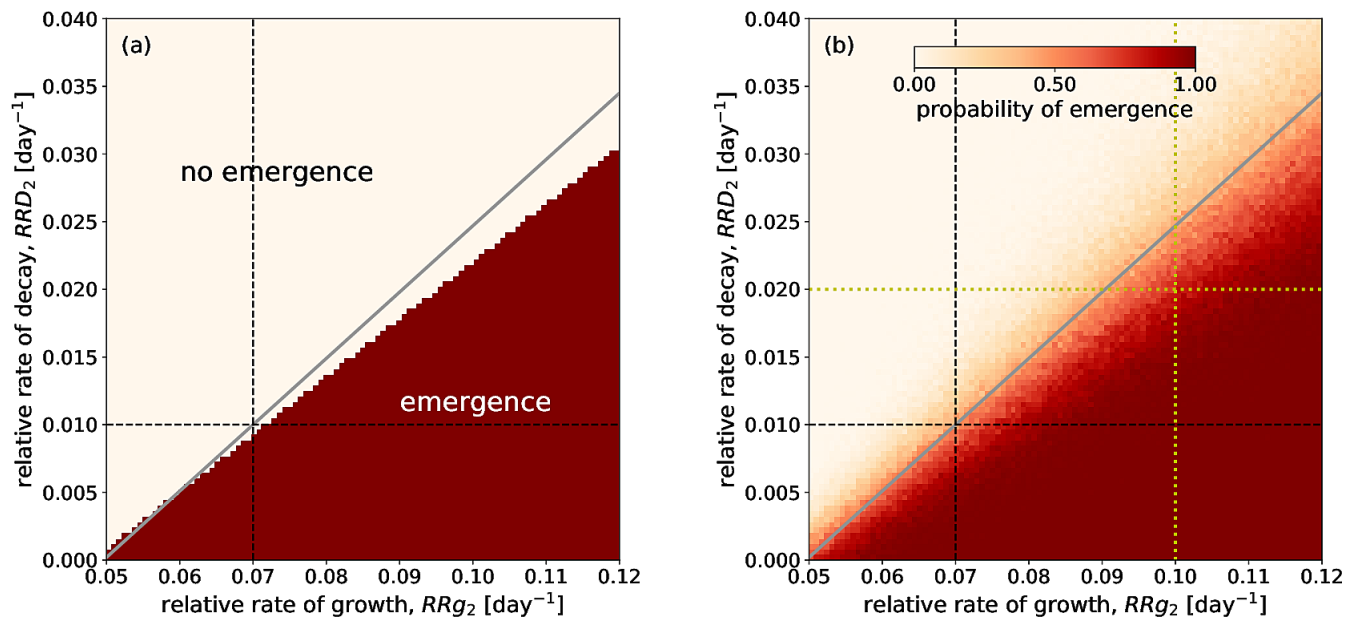 (a)
0.040
0.035
0.030
0.025
0.020
0.015
0.010
0.005
0.000
relative rate of decay, RRD₂ [day⁻¹]
no emergence
emergence
0.05 0.06 0.07 0.08 0.09 0.10 0.11 0.12
relative rate of growth, RRg₂ [day⁻¹]
(b)
0.040
0.035
0.030
0.025
0.020
0.015
0.010
0.005
0.000
relative rate of decay, RRD₂ [day⁻¹]
0.00 0.50 1.00
probability of emergence
0.05 0.06 0.07 0.08 0.09 0.10 0.11 0.12
relative rate of growth, RRg₂ [day⁻¹]